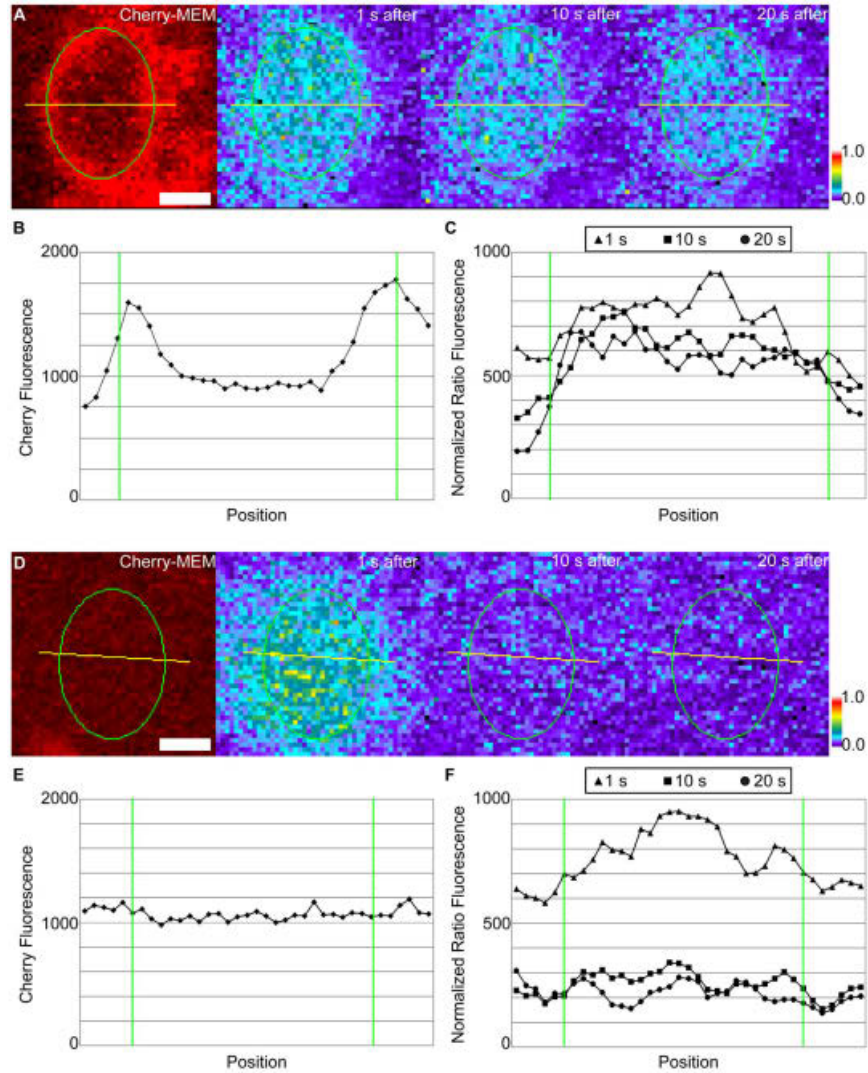 A Cherry-MEM 1 s after 10 s after 20 s after
1.0
0.0
B
2000
1000
0
Cherry Fluorescence
Position
C
1 s 10 s 20 s
1000
500
0
Normalized Ratio Fluorescence
Position
D Cherry-MEM 1 s after 10 s after 20 s after
1.0
0.0
E
2000
1000
0
Cherry Fluorescence
Position
F
1 s 10 s 20 s
1000
500
0
Normalized Ratio Fluorescence
Position